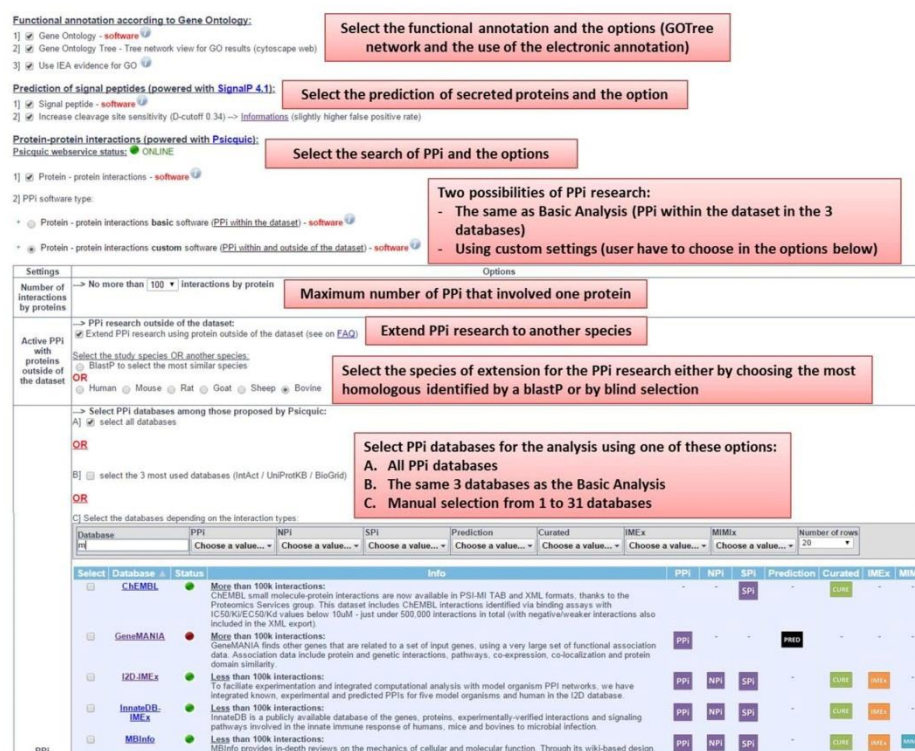 Functional annotation according to Gene Ontology:
1] Gene Ontology - software
2] Gene Ontology Tree - Tree network view for GO results (cytoscape web)
3] Use IEA evidence for GO
Select the functional annotation and the options (GOTree
network and the use of the electronic annotation)
Prediction of signal peptides (powered with SignalP 4.1):
1] Signal peptide - software
2] Increase cleavage site sensitivity (D-cutoff 0.34) --> Informations (slightly higher false positive rate)
Select the prediction of secreted proteins and the option
Protein-protein interactions (powered with Psicquic):
Psicquic webservice status: ONLINE
1] Protein - protein interactions - software
Select the search of PPi and the options
2] PPi software type:
Protein - protein interactions basic software (PPi within the dataset) - software
Protein - protein interactions custom software (PPi within and outside of the dataset) - software
Two possibilities of PPi research:
- The same as Basic Analysis (PPi within the dataset in the 3
databases)
- Using custom settings (user have to choose in the options below)
Settings Options
Number of
interactions
by proteins
---> No more than 100 interactions by protein
Maximum number of PPi that involved one protein
Active PPi
with
proteins
outside of
the dataset
---> PPi research outside of the dataset:
Extend PPi research using protein outside of the dataset (see on FAQ)
Extend PPi research to another species
Select the study species OR another species:
BlastP to select the most similar species
OR
Human Mouse Rat Goat Sheep Bovine
Select the species of extension for the PPi research either by choosing the most
homologous identified by a blastP or by blind selection
PPi
---> Select PPi databases among those proposed by Psicquic:
A] select all databases
OR
B] select the 3 most used databases (IntAct / UniProtKB / BioGrid)
OR
Select PPi databases for the analysis using one of these options:
A. All PPi databases
B. The same 3 databases as the Basic Analysis
C. Manual selection from 1 to 31 databases
C] Select the databases depending on the Interaction types:
Database PPi NPi SPi Prediction Curated IMEx MIMIx Number of rows
m Choose a value... Choose a value... Choose a value... Choose a value... Choose a value... Choose a value... Choose a value... 20
Select Database Status Info PPi NPi SPi Prediction Curated IMEx MIM
ChEMBL
More than 100k interactions:
ChEMBL small molecule-protein interactions are now available in PSI-MI TAB and XML formats, thanks to the
Proteomics Services group. This dataset includes ChEMBL interactions identified via binding assays with
IC50/Ki/EC50/Kd values below 10uM - just under 500,000 interactions in total (with negative/weaker interactions also
included in the XML export).
- - SPi - CURE - -
GeneMANIA
More than 100k interactions:
GeneMANIA finds other genes that are related to a set of input genes, using a very large set of functional association
data. Association data include protein and genetic interactions, pathways, co-expression, co-localization and protein
domain similarity.
PPi - - PRED - - -
I2D-IMEx
Less than 100k interactions:
To faciliate experimentation and integrated computational analysis with model organism PPI networks, we have
integrated known, experimental and predicted PPIs for five model organisms and human in the I2D database.
PPi NPi SPi - CURE IMEx -
InnateDB-
IMEx
Less than 100k interactions:
InnateDB is a publicly available database of the genes, proteins, experimentally-verified interactions and signaling
pathways involved in the innate immune response of humans, mice and bovines to microbial infection.
PPi NPi SPi - CURE IMEx -
MBInfo
Less than 100k interactions:
MBInfo provides in-depth reviews on the mechanics of cellular and molecular function. Through its wiki-based design
PPi NPi SPi - CURE IMEx